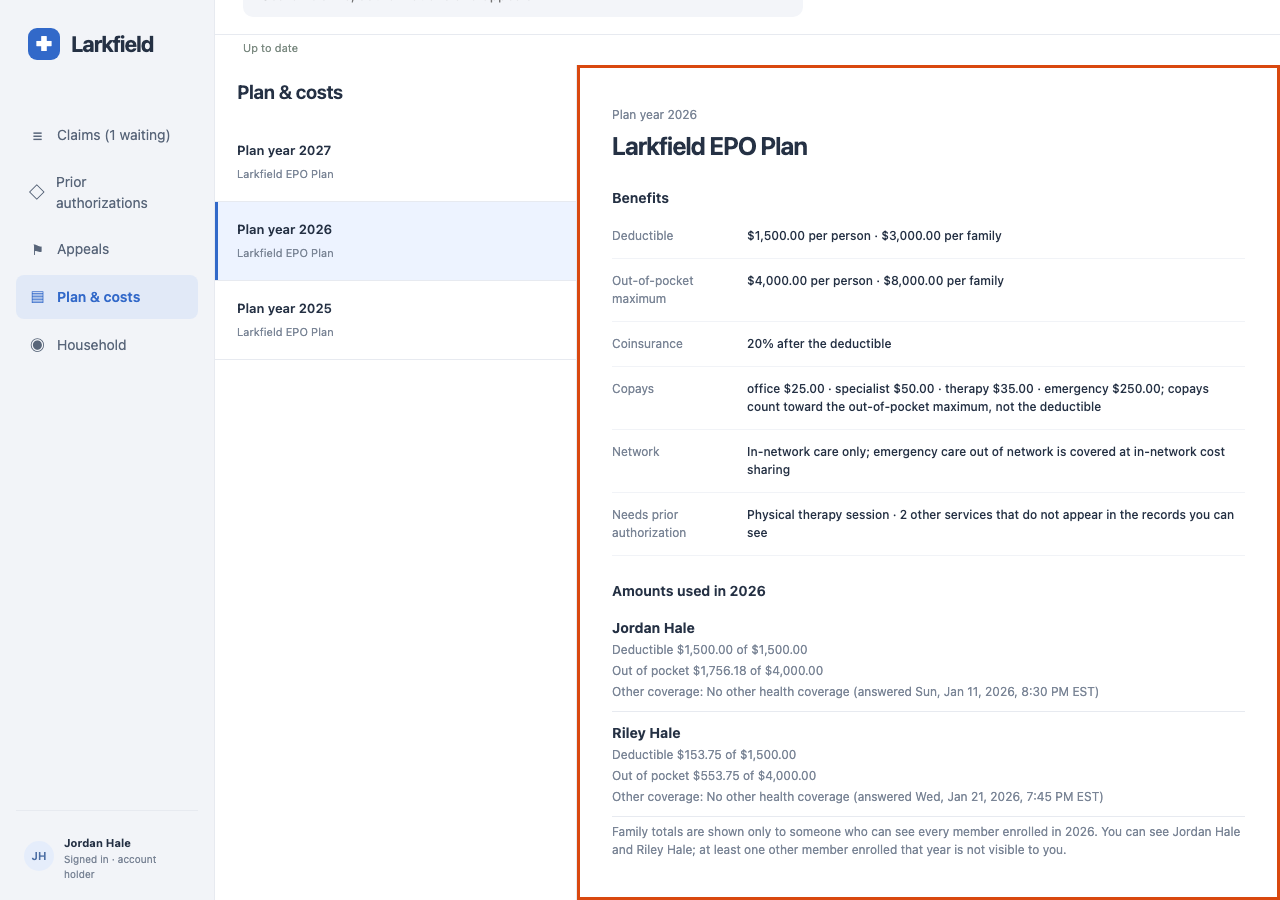 Larkfield
Claims (1 waiting)
Prior
authorizations
Appeals
Plan & costs
Household
JH
Jordan Hale
Signed in · account
holder
Up to date
Plan & costs
Plan year 2027
Larkfield EPO Plan
Plan year 2026
Larkfield EPO Plan
Plan year 2025
Larkfield EPO Plan
Plan year 2026
Larkfield EPO Plan
Benefits
Deductible
$1,500.00 per person · $3,000.00 per family
Out-of-pocket
maximum
$4,000.00 per person · $8,000.00 per family
Coinsurance
20% after the deductible
Copays
office $25.00 · specialist $50.00 · therapy $35.00 · emergency $250.00; copays
count toward the out-of-pocket maximum, not the deductible
Network
In-network care only; emergency care out of network is covered at in-network cost
sharing
Needs prior
authorization
Physical therapy session · 2 other services that do not appear in the records you can
see
Amounts used in 2026
Jordan Hale
Deductible $1,500.00 of $1,500.00
Out of pocket $1,756.18 of $4,000.00
Other coverage: No other health coverage (answered Sun, Jan 11, 2026, 8:30 PM EST)
Riley Hale
Deductible $153.75 of $1,500.00
Out of pocket $553.75 of $4,000.00
Other coverage: No other health coverage (answered Wed, Jan 21, 2026, 7:45 PM EST)
Family totals are shown only to someone who can see every member enrolled in 2026. You can see Jordan Hale
and Riley Hale; at least one other member enrolled that year is not visible to you.